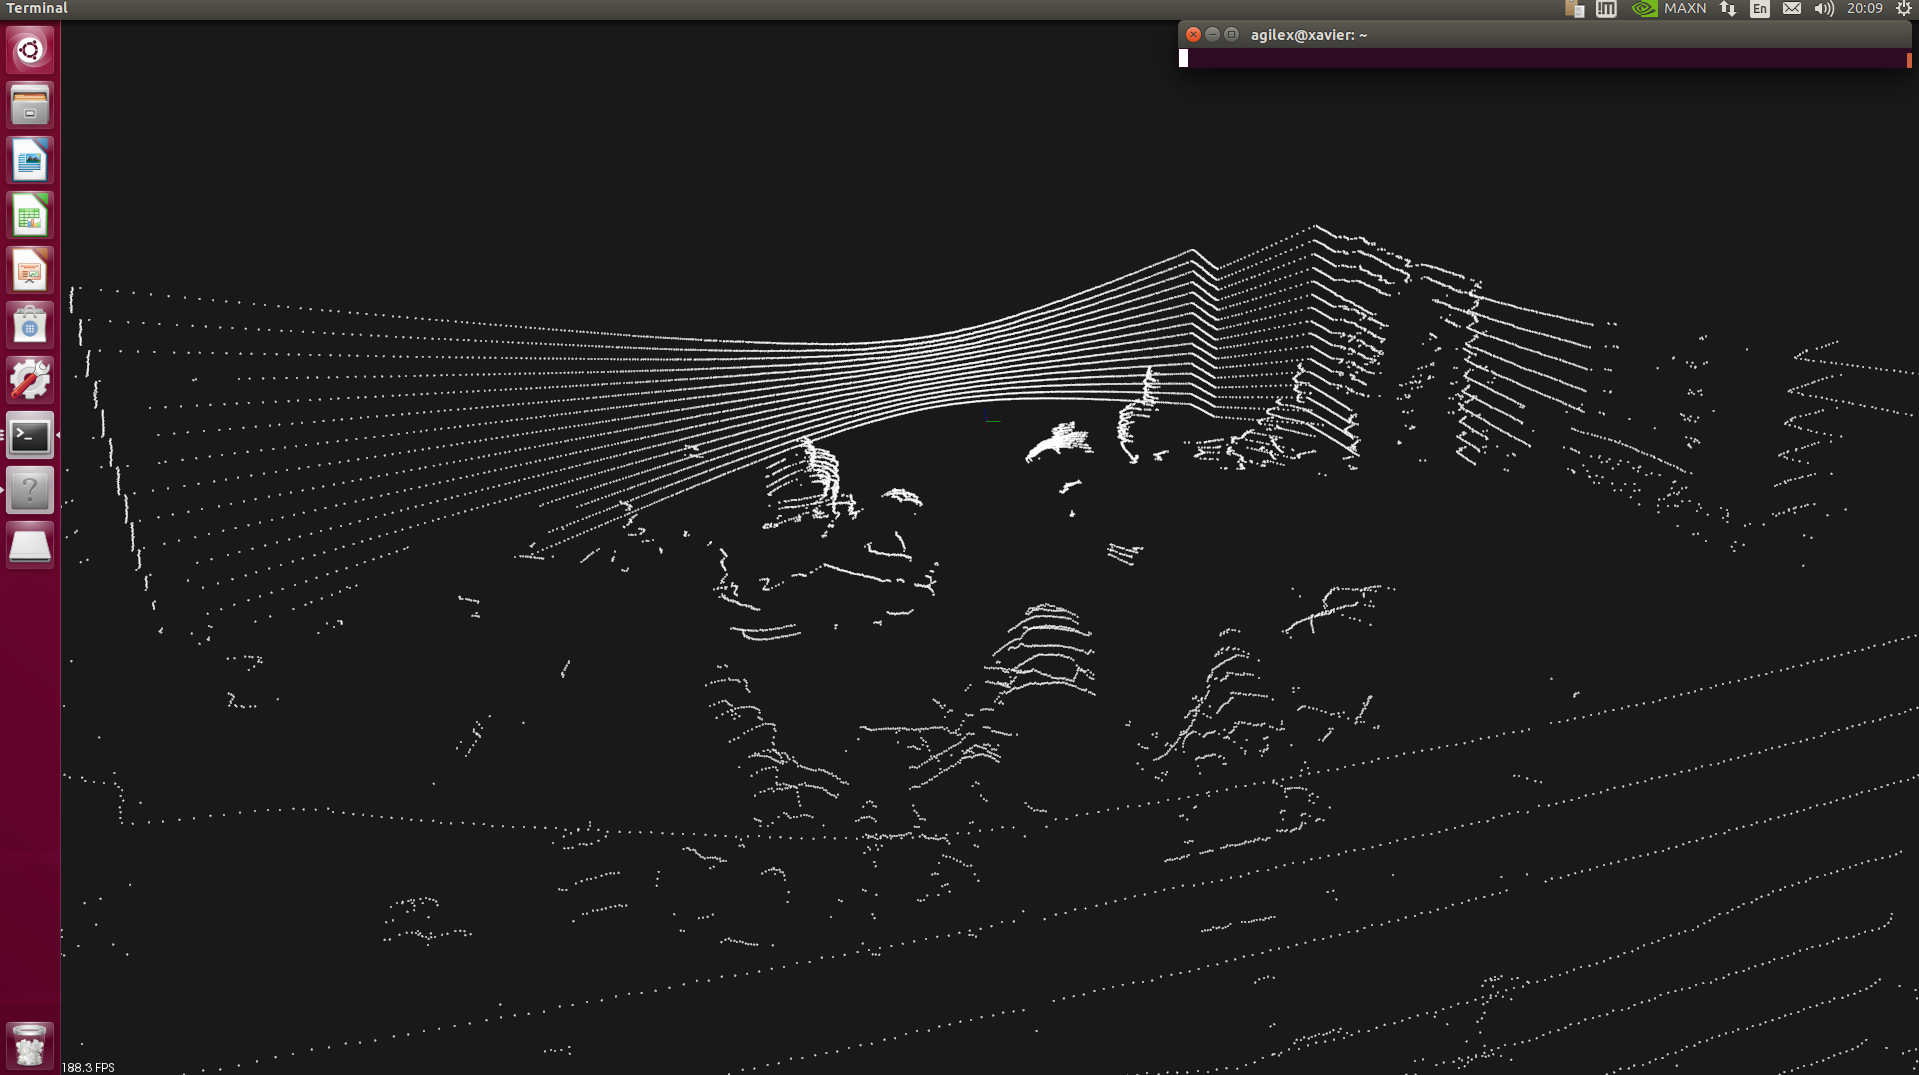 Terminal
MAXN En 20:09
agilex@xavier: ~
188.3 FPS